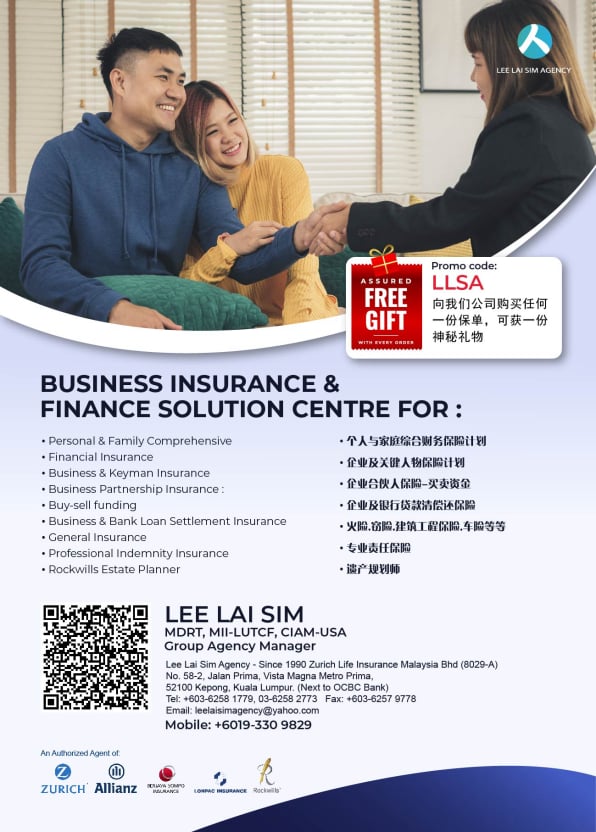 LEE LAI SIM AGENCY
ASSURED
FREE
GIFT
WITH EVERY ORDER
Promo code:
LLSA
向我们公司购买任何
一份保单，可获一份
神秘礼物
BUSINESS INSURANCE &
FINANCE SOLUTION CENTRE FOR :
• Personal & Family Comprehensive
• Financial Insurance
• Business & Keyman Insurance
• Business Partnership Insurance :
• Buy-sell funding
• Business & Bank Loan Settlement Insurance
• General Insurance
• Professional Indemnity Insurance
• Rockwills Estate Planner
• 个人与家庭综合财务保险计划
• 企业及关健人物保险计划
• 企业合伙人保险-买卖资金
• 企业及银行贷款清偿还保险
• 火险.窃险.建筑工程保险.车险等等
• 专业责任保险
• 遗产规划师
LEE LAI SIM
MDRT, MII-LUTCF, CIAM-USA
Group Agency Manager
Lee Lai Sim Agency - Since 1990 Zurich Life Insurance Malaysia Bhd (8029-A)
No. 58-2, Jalan Prima, Vista Magna Metro Prima,
52100 Kepong, Kuala Lumpur. (Next to OCBC Bank)
Tel: +603-6258 1779, 03-6258 2773 Fax: +603-6257 9778
Email: leelaisimagency@yahoo.com
Mobile: +6019-330 9829
An Authorized Agent of:
ZURICH
Allianz
BERJAYA SOMPO
INSURANCE
LONPAC INSURANCE
Rockwills